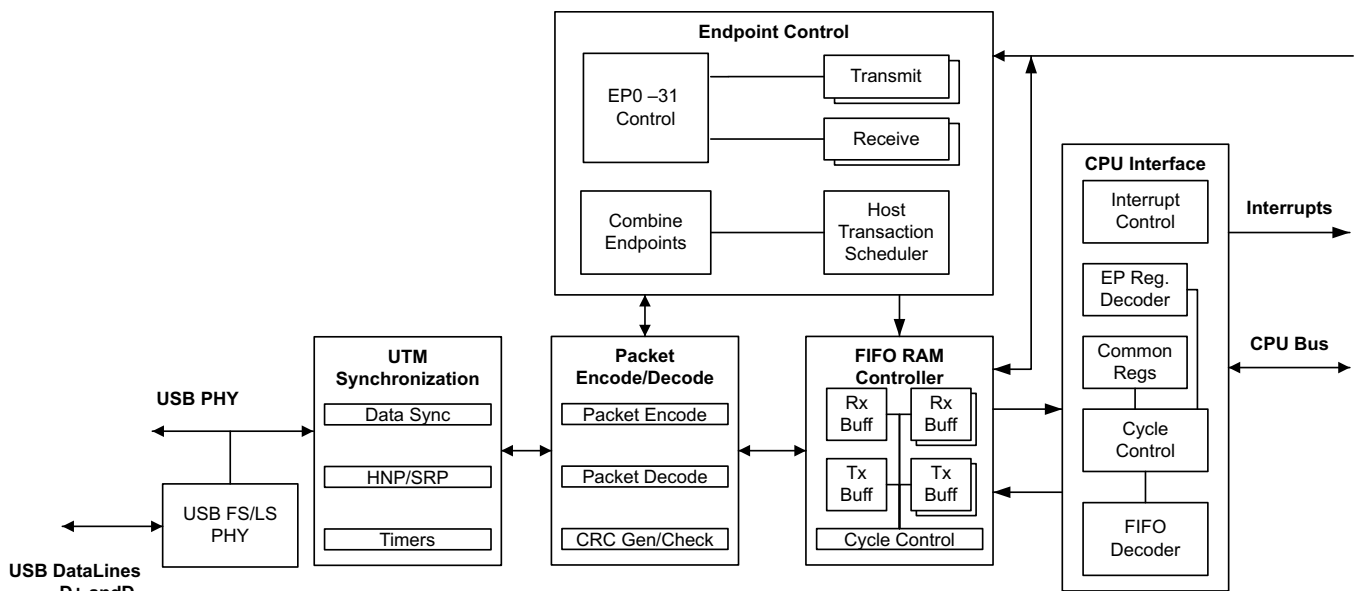 Endpoint Control
EP0 –31
Control
Transmit
Receive
Combine
Endpoints
Host
Transaction
Scheduler
CPU Interface
Interrupt
Control
EP Reg.
Decoder
Common
Regs
Cycle
Control
FIFO
Decoder
Interrupts
CPU Bus
UTM
Synchronization
Data Sync
HNP/SRP
Timers
Packet
Encode/Decode
Packet Encode
Packet Decode
CRC Gen/Check
FIFO RAM
Controller
Rx
Buff
Rx
Buff
Tx
Buff
Tx
Buff
Cycle Control
USB PHY
USB FS/LS
PHY
USB DataLines